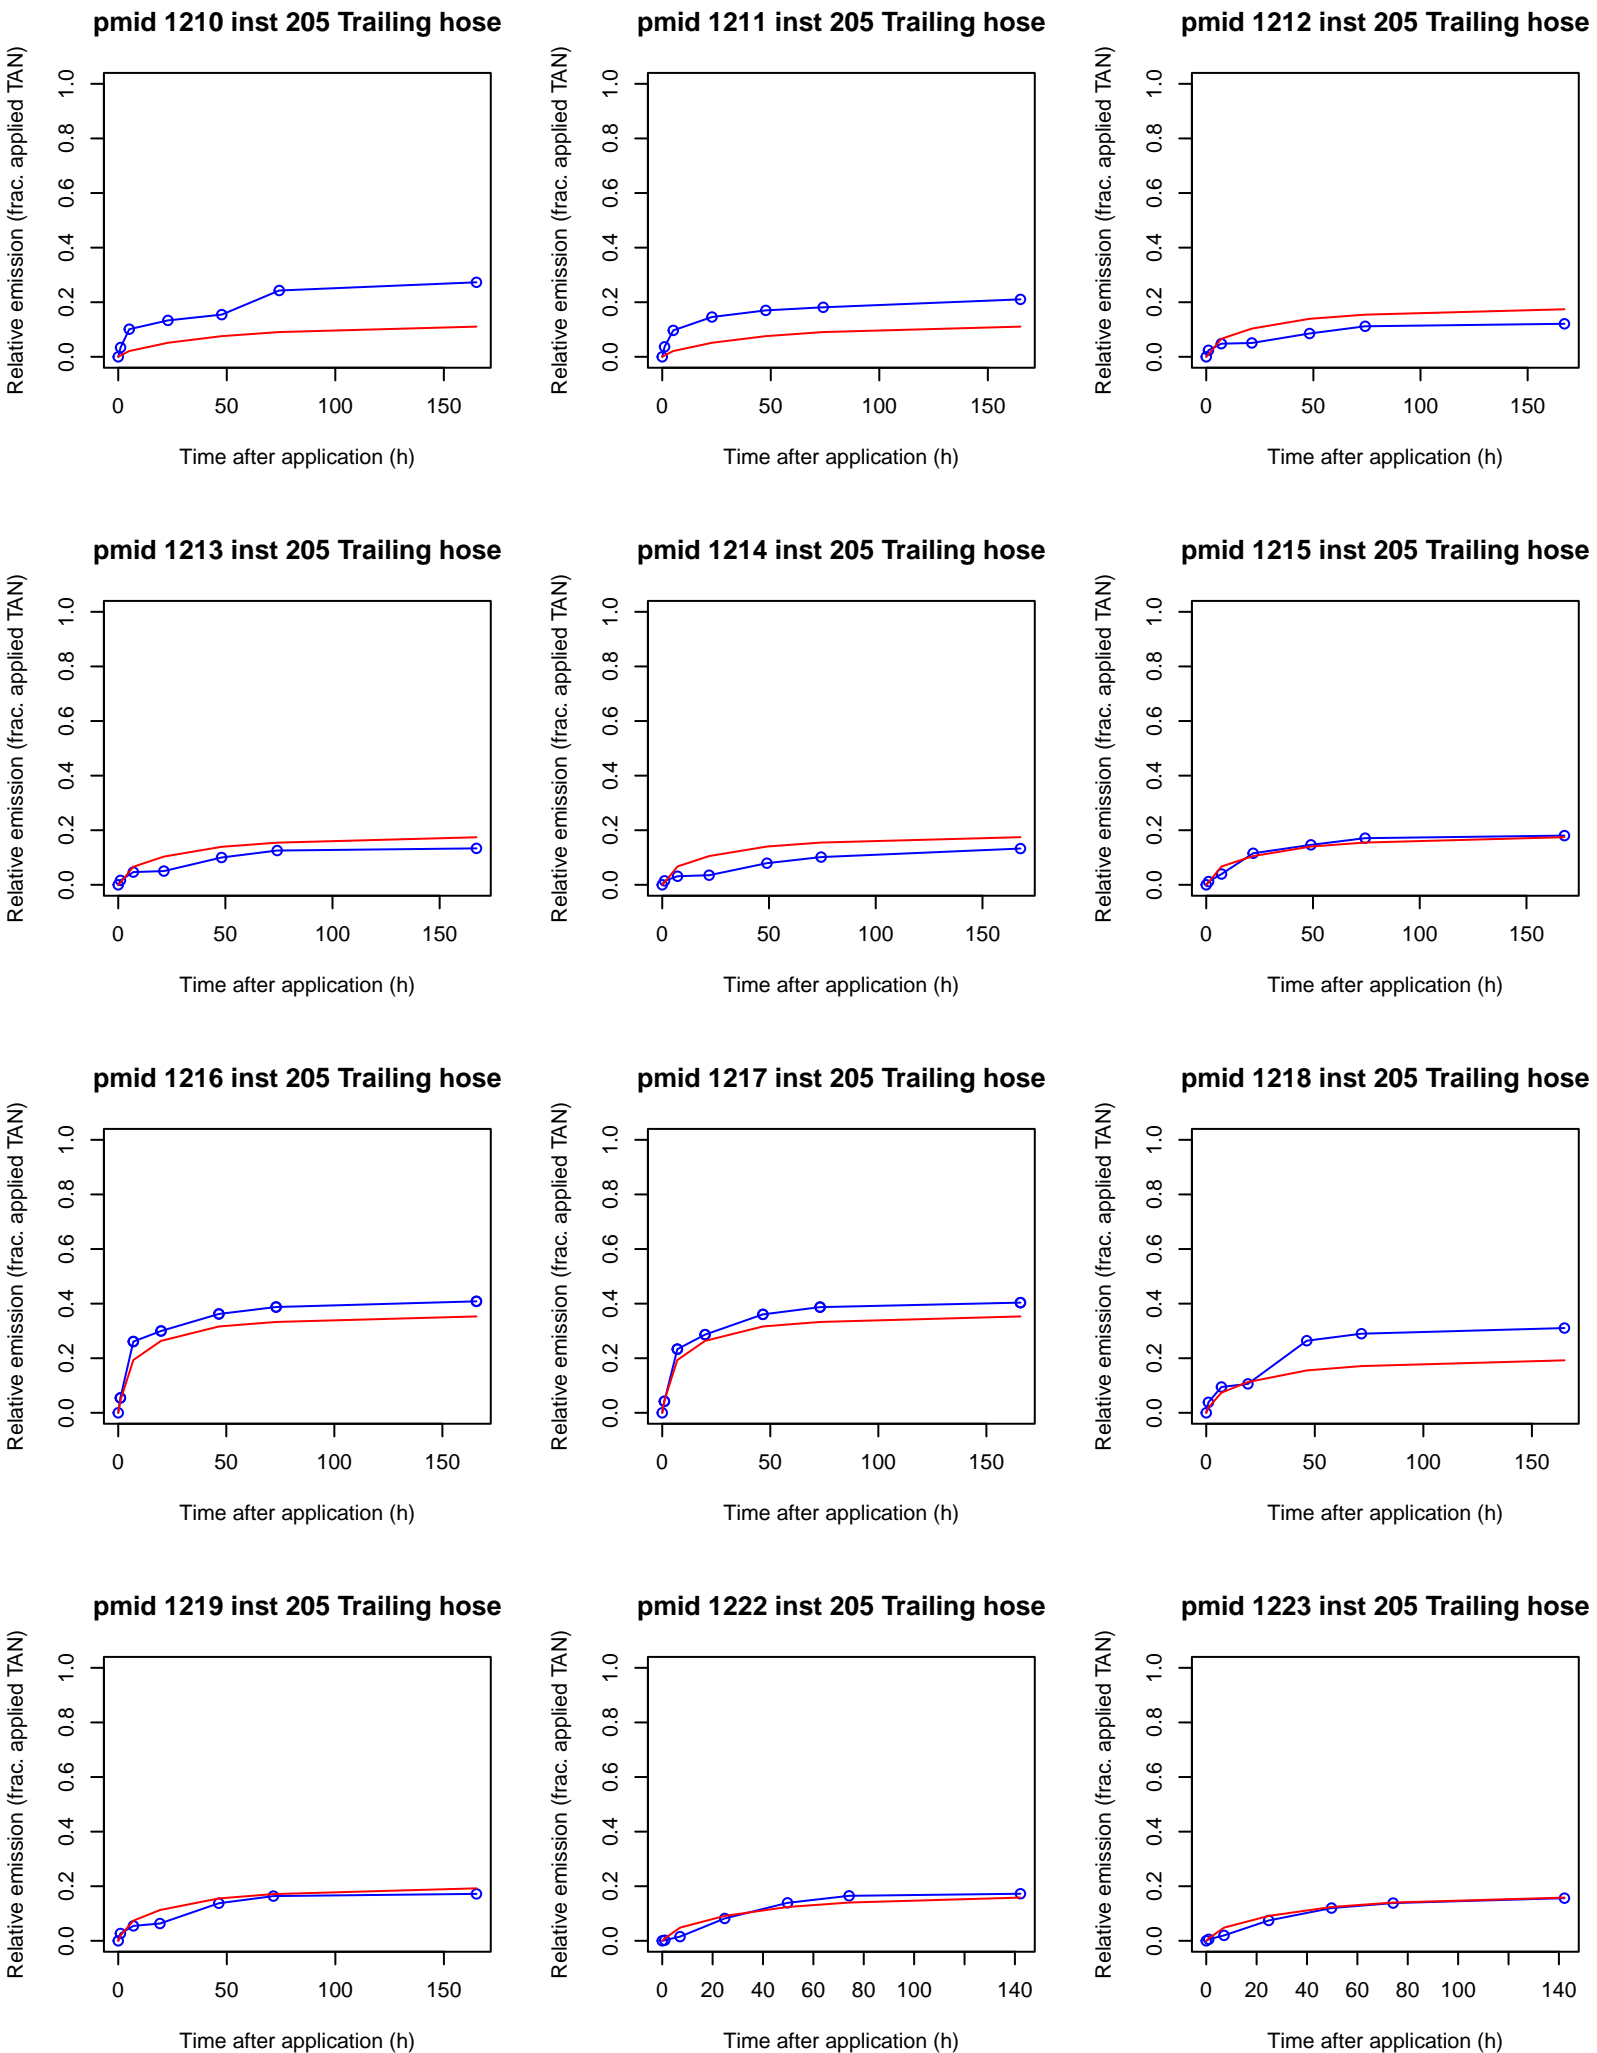 pmid 1210 inst 205 Trailing hose
Relative emission (frac. applied TAN)
1.0
0.8
0.6
0.4
0.2
0.0
0 50 100 150
Time after application (h)
pmid 1211 inst 205 Trailing hose
Relative emission (frac. applied TAN)
1.0
0.8
0.6
0.4
0.2
0.0
0 50 100 150
Time after application (h)
pmid 1212 inst 205 Trailing hose
Relative emission (frac. applied TAN)
1.0
0.8
0.6
0.4
0.2
0.0
0 50 100 150
Time after application (h)
pmid 1213 inst 205 Trailing hose
Relative emission (frac. applied TAN)
1.0
0.8
0.6
0.4
0.2
0.0
0 50 100 150
Time after application (h)
pmid 1214 inst 205 Trailing hose
Relative emission (frac. applied TAN)
1.0
0.8
0.6
0.4
0.2
0.0
0 50 100 150
Time after application (h)
pmid 1215 inst 205 Trailing hose
Relative emission (frac. applied TAN)
1.0
0.8
0.6
0.4
0.2
0.0
0 50 100 150
Time after application (h)
pmid 1216 inst 205 Trailing hose
Relative emission (frac. applied TAN)
1.0
0.8
0.6
0.4
0.2
0.0
0 50 100 150
Time after application (h)
pmid 1217 inst 205 Trailing hose
Relative emission (frac. applied TAN)
1.0
0.8
0.6
0.4
0.2
0.0
0 50 100 150
Time after application (h)
pmid 1218 inst 205 Trailing hose
Relative emission (frac. applied TAN)
1.0
0.8
0.6
0.4
0.2
0.0
0 50 100 150
Time after application (h)
pmid 1219 inst 205 Trailing hose
Relative emission (frac. applied TAN)
1.0
0.8
0.6
0.4
0.2
0.0
0 50 100 150
Time after application (h)
pmid 1222 inst 205 Trailing hose
Relative emission (frac. applied TAN)
1.0
0.8
0.6
0.4
0.2
0.0
0 20 40 60 80 100 140
Time after application (h)
pmid 1223 inst 205 Trailing hose
Relative emission (frac. applied TAN)
1.0
0.8
0.6
0.4
0.2
0.0
0 20 40 60 80 100 140
Time after application (h)